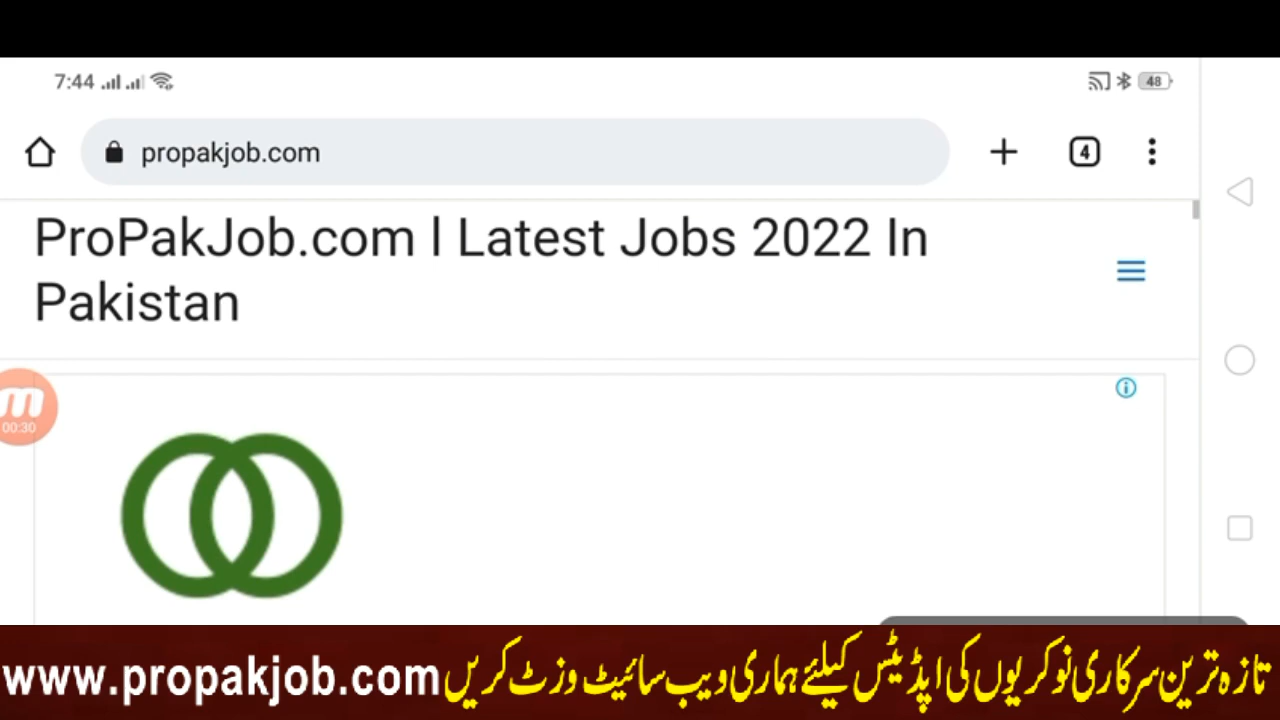 7:44
48
propakjob.com
4
ProPakJob.com l Latest Jobs 2022 In
Pakistan
00:30
تازہ ترین سرکاری نوکریوں کی اپڈیٹس کیلئے ہماری ویب سائیٹ وزٹ کریں www.propakjob.com